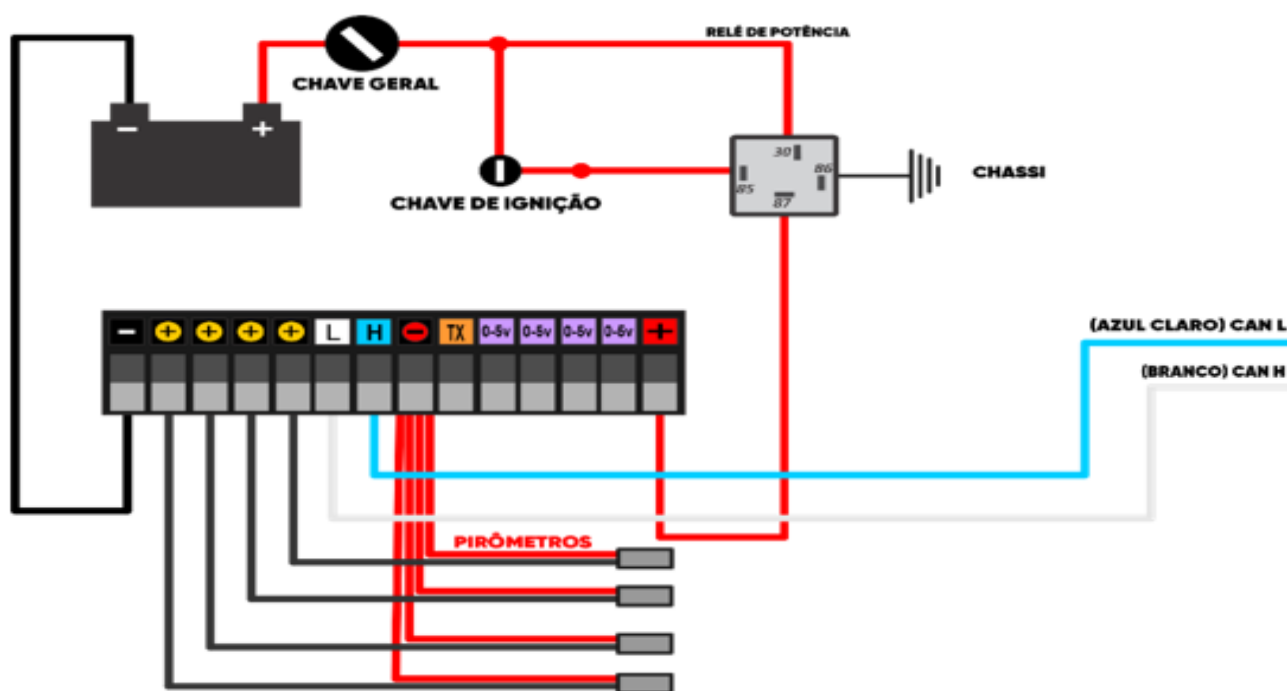 RELÉ DE POTÊNCIA
CHAVE GERAL
- +
30
86
85
87
CHASSI
CHAVE DE IGNIÇÃO
- + + + + L H - TX 0-5v 0-5v 0-5v 0-5v +
(AZUL CLARO) CAN L
(BRANCO) CAN H
PIRÔMETROS